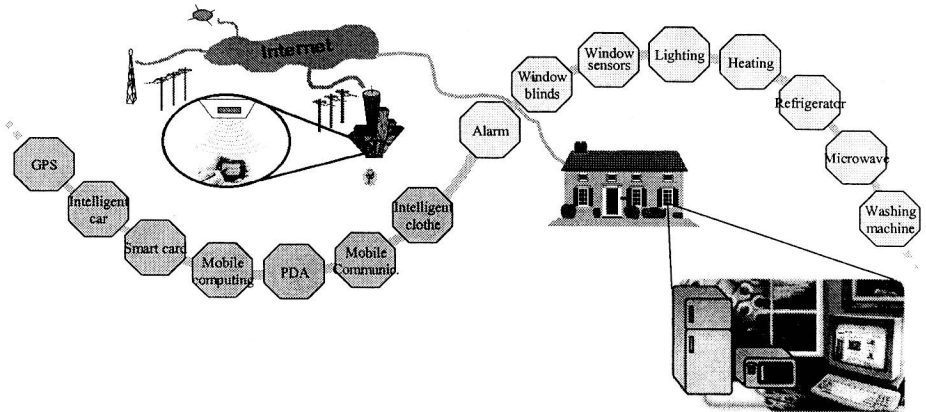 Internet
GPS
Intelligent
car
Smart card
Mobile
computing
PDA
Mobile
Communic.
Intelligent
clothe
Alarm
Window
blinds
Window
sensors
Lighting
Heating
Refrigerator
Microwave
Washing
machine